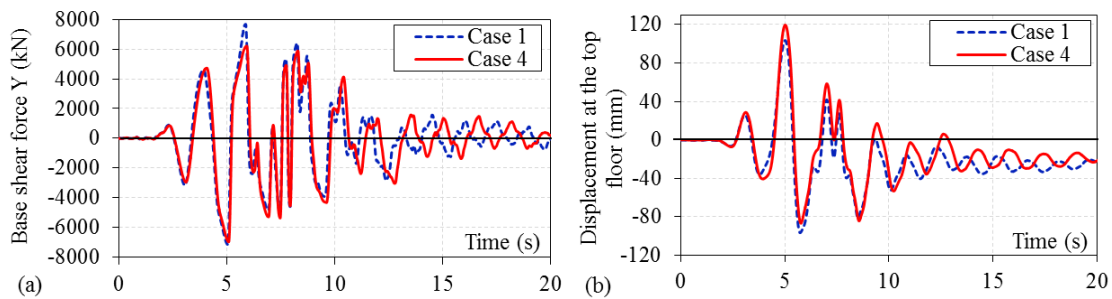 Base shear force Y (kN)
8000
6000
4000
2000
0
-2000
-4000
-6000
-8000
Case 1
Case 4
Time (s)
0
5
10
15
20
(a)
Displacement at the top
floor (mm)
120
80
40
0
-40
-80
-120
Case 1
Case 4
Time (s)
0
5
10
15
20
(b)